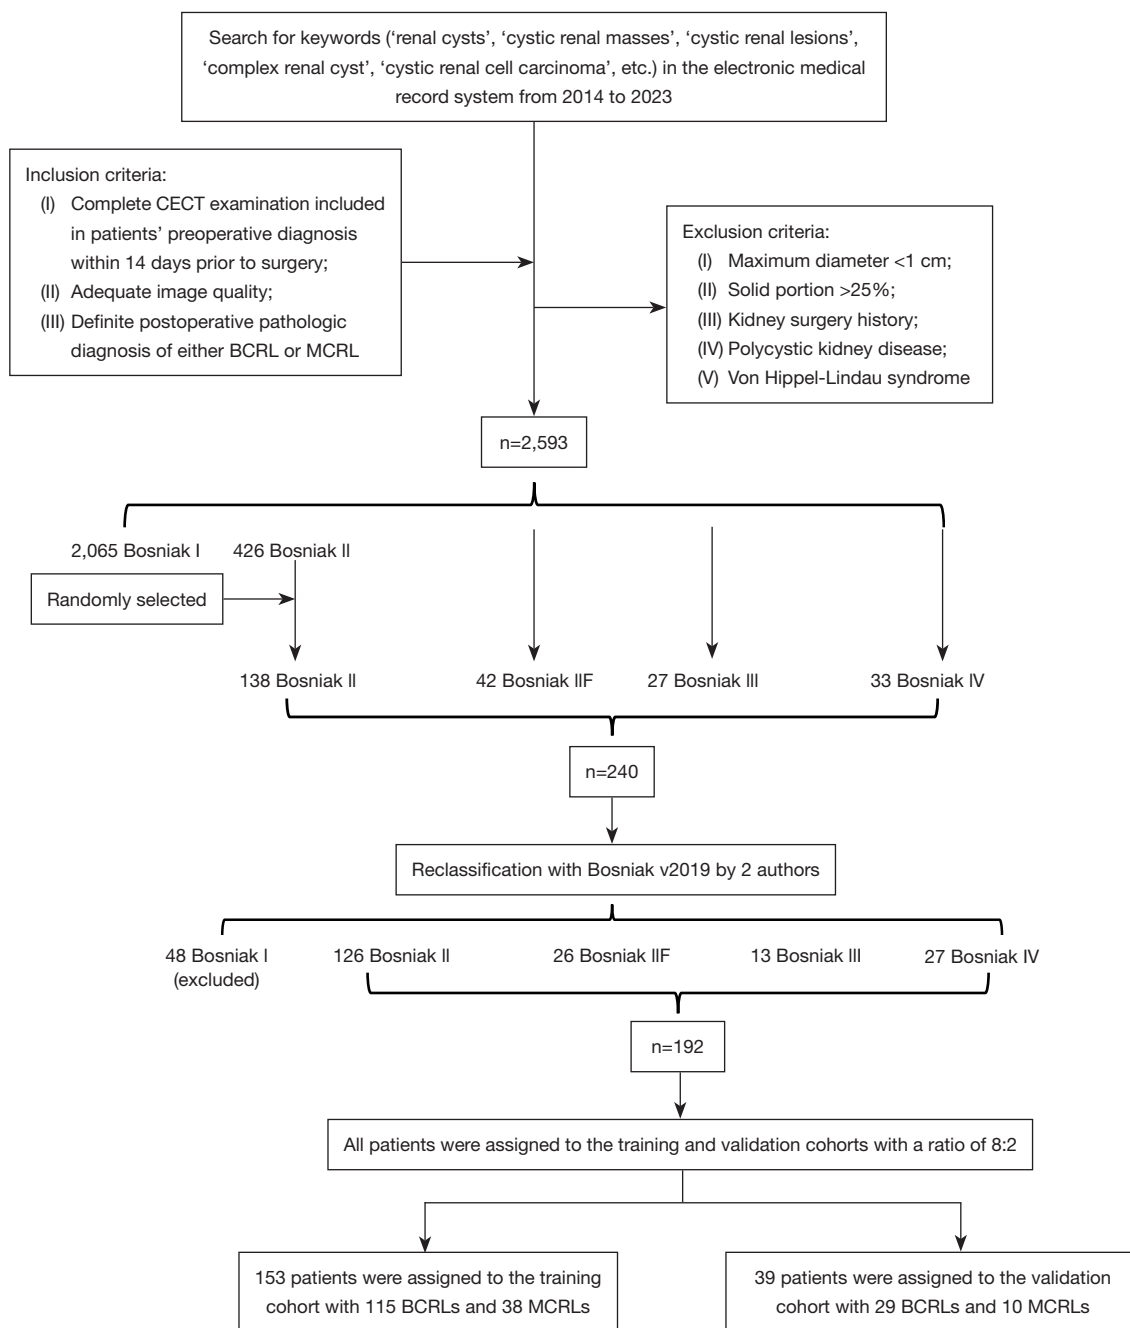 Search for keywords (‘renal cysts’, ‘cystic renal masses’, ‘cystic renal lesions’,
‘complex renal cyst’, ‘cystic renal cell carcinoma’, etc.) in the electronic medical
record system from 2014 to 2023
Inclusion criteria:
(I) Complete CECT examination included
in patients’ preoperative diagnosis
within 14 days prior to surgery;
(II) Adequate image quality;
(III) Definite postoperative pathologic
diagnosis of either BCRL or MCRL
Exclusion criteria:
(I) Maximum diameter <1 cm;
(II) Solid portion >25%;
(III) Kidney surgery history;
(IV) Polycystic kidney disease;
(V) Von Hippel-Lindau syndrome
n=2,593
2,065 Bosniak I 426 Bosniak II
Randomly selected
138 Bosniak II 42 Bosniak IIF 27 Bosniak III 33 Bosniak IV
n=240
Reclassification with Bosniak v2019 by 2 authors
48 Bosniak I 126 Bosniak II 26 Bosniak IIF 13 Bosniak III 27 Bosniak IV
(excluded)
n=192
All patients were assigned to the training and validation cohorts with a ratio of 8:2
153 patients were assigned to the training
cohort with 115 BCRLs and 38 MCRLs
39 patients were assigned to the validation
cohort with 29 BCRLs and 10 MCRLs